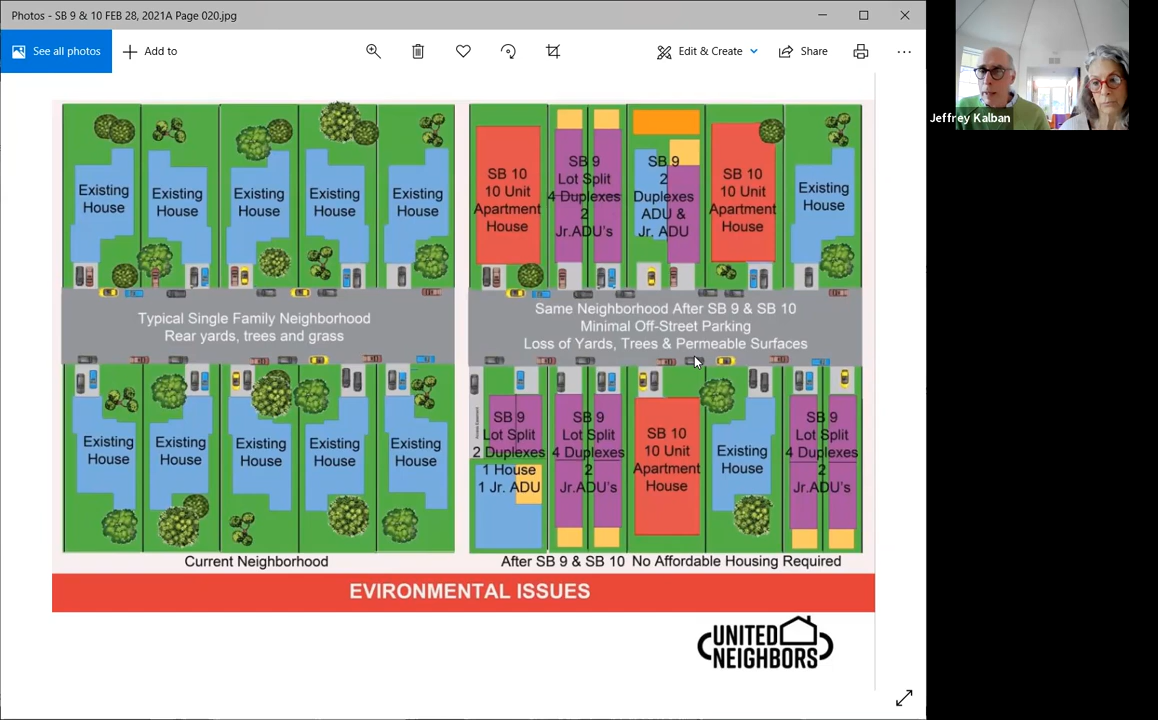 Photos - SB 9 & 10 FEB 28, 2021A Page 020.jpg
See all photos
Add to
Edit & Create
Share
Jeffrey Kalban
Existing
House
Existing
House
Existing
House
Existing
House
Existing
House
Typical Single Family Neighborhood
Rear yards, trees and grass
Existing
House
Existing
House
Existing
House
Existing
House
Existing
House
Current Neighborhood
SB 10
10 Unit
Apartment
House
SB 9
Lot Split
4 Duplexes
2
Jr.ADU's
SB 9
2
Duplexes
ADU &
Jr. ADU
SB 10
10 Unit
Apartment
House
Existing
House
Same Neighborhood After SB 9 & SB 10
Minimal Off-Street Parking
Loss of Yards, Trees & Permeable Surfaces
SB 9
Lot Split
2 Duplexes
1 House
1 Jr. ADU
SB 9
Lot Split
4 Duplexes
2
Jr.ADU's
SB 10
10 Unit
Apartment
House
Existing
House
SB 9
Lot Split
4 Duplexes
2
Jr.ADU's
After SB 9 & SB 10 No Affordable Housing Required
EVIRONMENTAL ISSUES
UNITED
NEIGHBORS